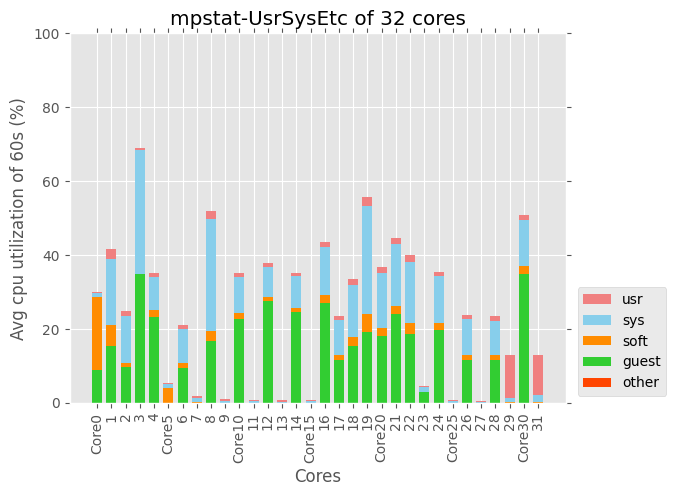 mpstat-UsrSysEtc of 32 cores
100
80
60
40
20
0
Avg cpu utilization of 60s (%)
Core0
1
2
3
4
Core5
6
7
8
9
Core10
11
12
13
14
Core15
16
17
18
19
Core20
21
22
23
24
Core25
26
27
28
29
Core30
31
Cores
usr
sys
soft
guest
other